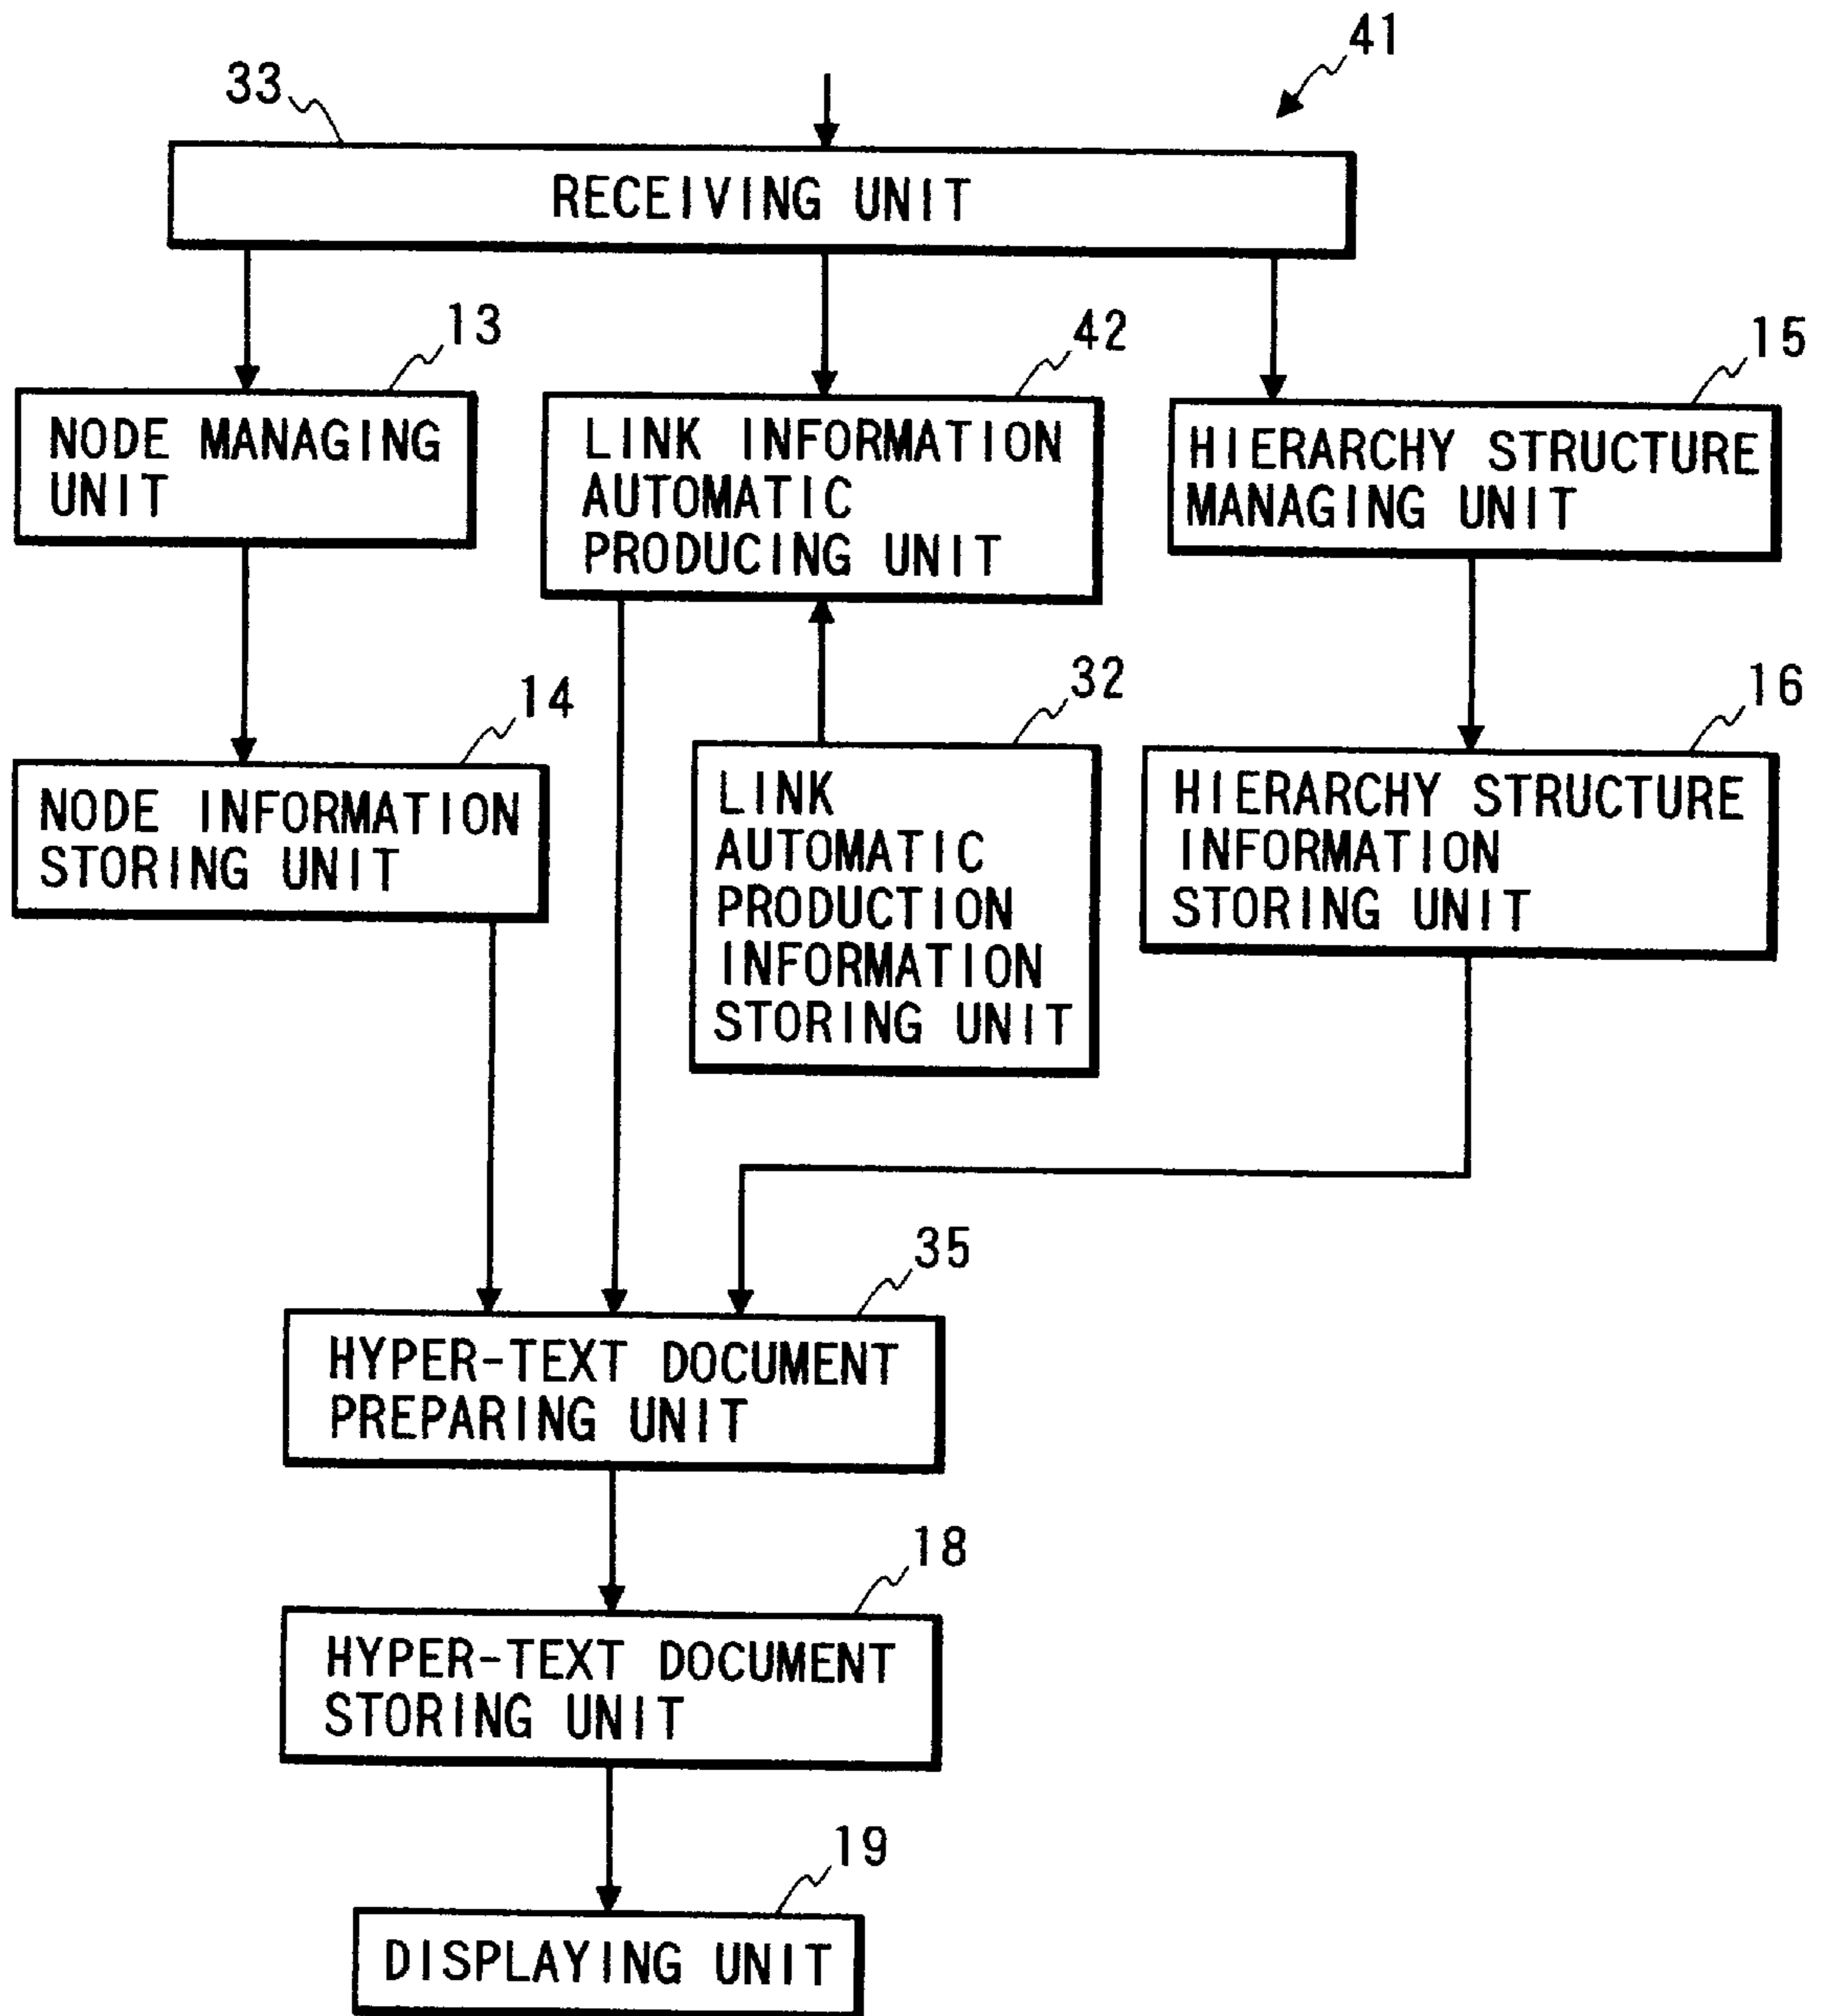 41
33
RECEIVING UNIT
13
42
15
NODE MANAGING
UNIT
LINK INFORMATION
AUTOMATIC
PRODUCING UNIT
HIERARCHY STRUCTURE
MANAGING UNIT
14
32
16
NODE INFORMATION
STORING UNIT
LINK
AUTOMATIC
PRODUCTION
INFORMATION
STORING UNIT
HIERARCHY STRUCTURE
INFORMATION
STORING UNIT
35
HYPER-TEXT DOCUMENT
PREPARING UNIT
18
HYPER-TEXT DOCUMENT
STORING UNIT
19
DISPLAYING UNIT